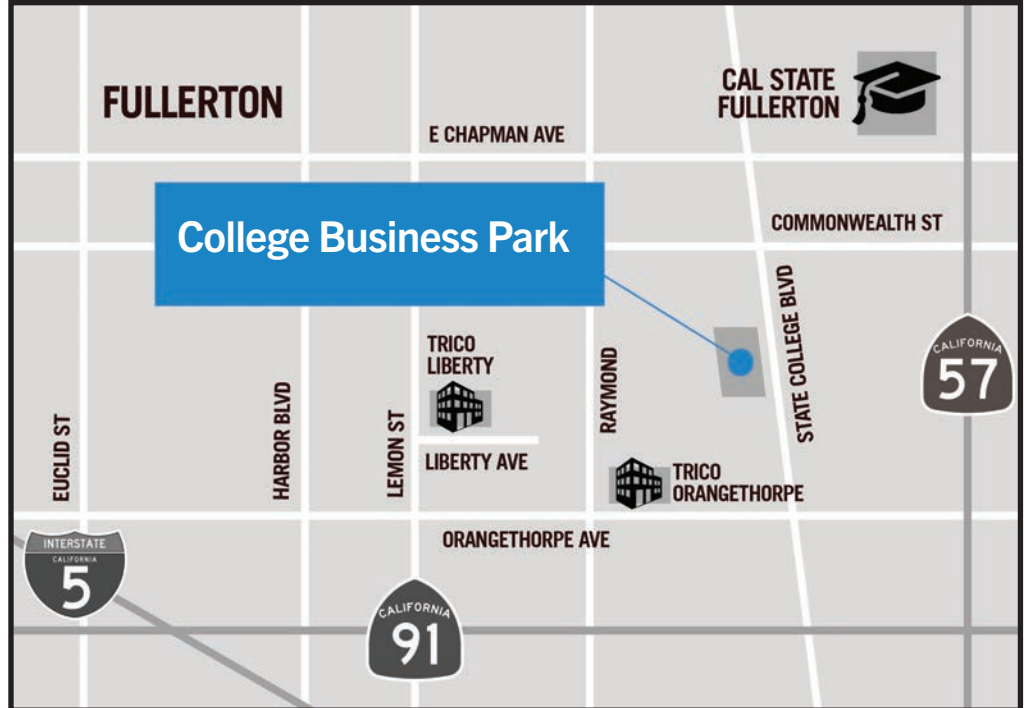 FULLERTON
CAL STATE
FULLERTON
E CHAPMAN AVE
College Business Park
COMMONWEALTH ST
TRICO
LIBERTY
STATE COLLEGE BLVD
CALIFORNIA
57
RAYMOND
HARBOR BLVD
LEMON ST
EUCLID ST
LIBERTY AVE
TRICO
ORANGETHORPE
ORANGETHORPE AVE
INTERSTATE
CALIFORNIA
5
CALIFORNIA
91